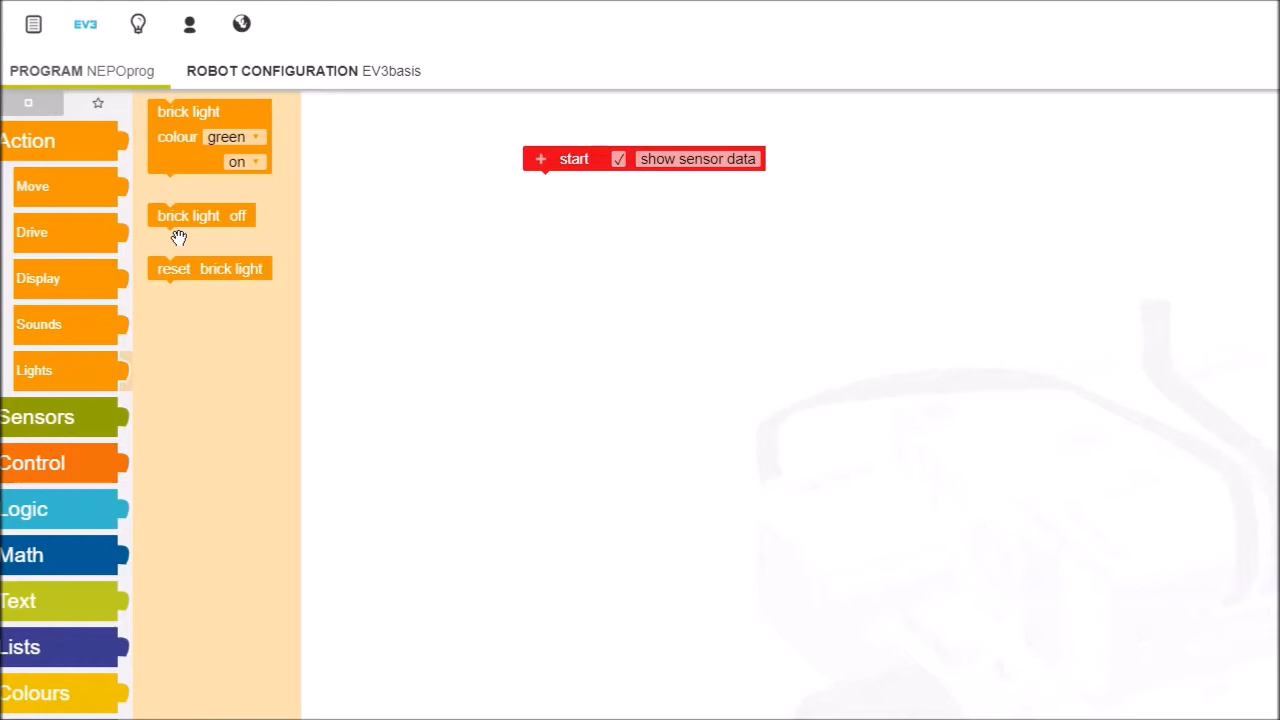 EV3
PROGRAM NEPOprog
ROBOT CONFIGURATION EV3basis
Action
Move
Drive
Display
Sounds
Lights
Sensors
Control
Logic
Math
Text
Lists
Colours
brick light
colour green
on
brick light off
reset brick light
+ start ✓ show sensor data